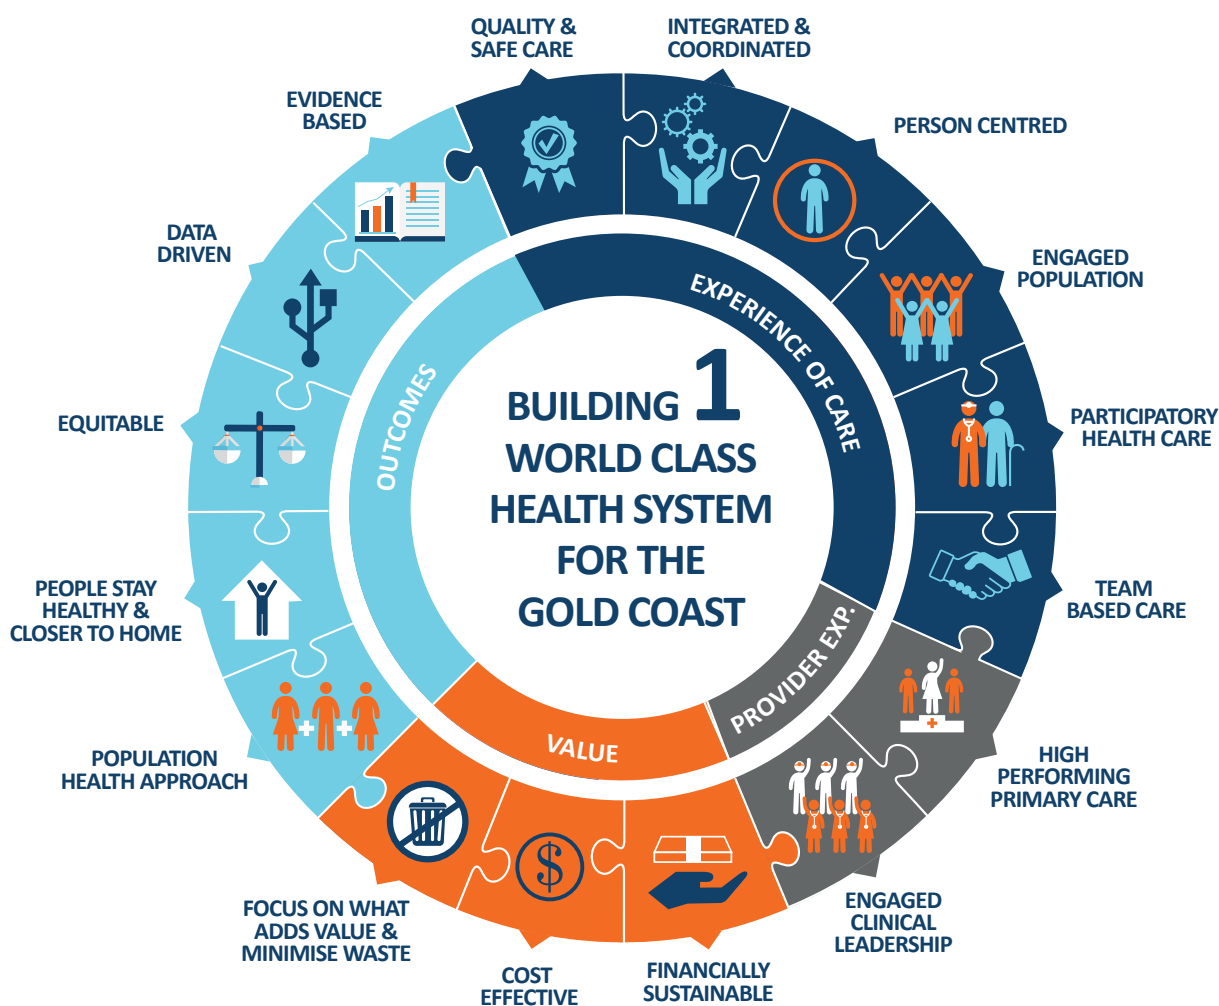 QUALITY &
SAFE CARE
INTEGRATED &
COORDINATED
PERSON CENTRED
ENGAGED
POPULATION
PARTICIPATORY
HEALTH CARE
TEAM
BASED CARE
HIGH
PERFORMING
PRIMARY CARE
ENGAGED
CLINICAL
LEADERSHIP
FINANCIALLY
SUSTAINABLE
COST
EFFECTIVE
FOCUS ON WHAT
ADDS VALUE &
MINIMISE WASTE
POPULATION
HEALTH APPROACH
PEOPLE STAY
HEALTHY &
CLOSER TO HOME
EQUITABLE
DATA
DRIVEN
EVIDENCE
BASED
OUTCOMES
EXPERIENCE OF CARE
PROVIDER EXP.
VALUE
$
BUILDING 1
WORLD CLASS
HEALTH SYSTEM
FOR THE
GOLD COAST